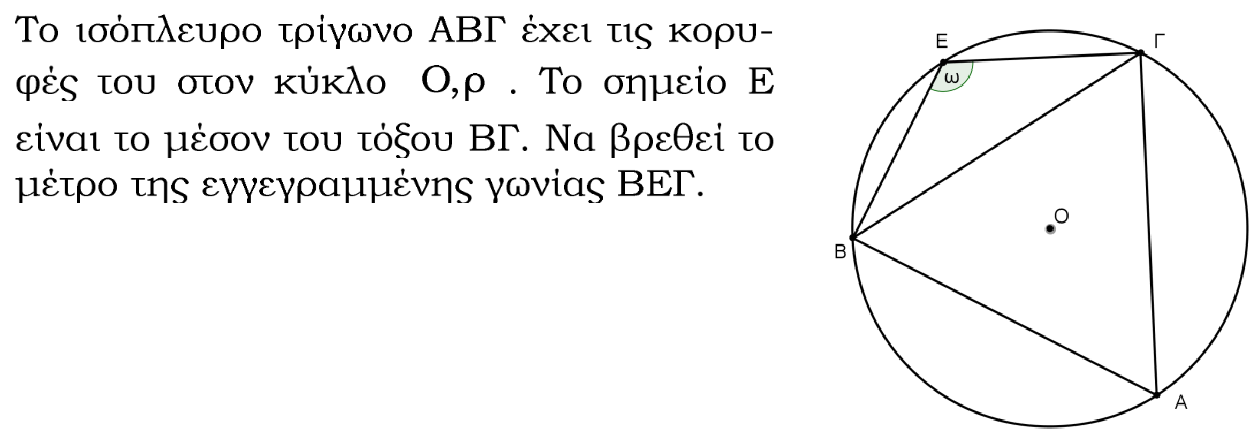 Το ισόπλευρο τρίγωνο ΑΒΓ έχει τις κορυ-
φές του στον κύκλο Ο,ρ . Το σημείο Ε
είναι το μέσον του τόξου ΒΓ. Να βρεθεί το
μέτρο της εγγεγραμμένης γωνίας ΒΕΓ.
Ε
Γ
ω
Ο
Β
Α